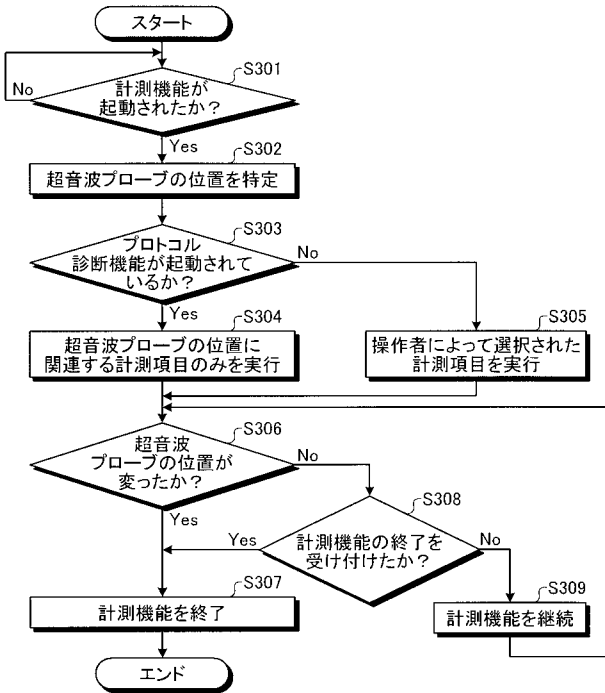 スタート
S301
計測機能が
起動されたか？
No
Yes
S302
超音波プローブの位置を特定
S303
プロトコル
診断機能が起動されて
いるか？
No
Yes
S304
超音波プローブの位置に
関連する計測項目のみを実行
S305
操作者によって選択された
計測項目を実行
S306
超音波
プローブの位置が
変ったか？
No
Yes
S308
計測機能の終了を
受け付けたか？
Yes
No
S307
計測機能を終了
S309
計測機能を継続
エンド